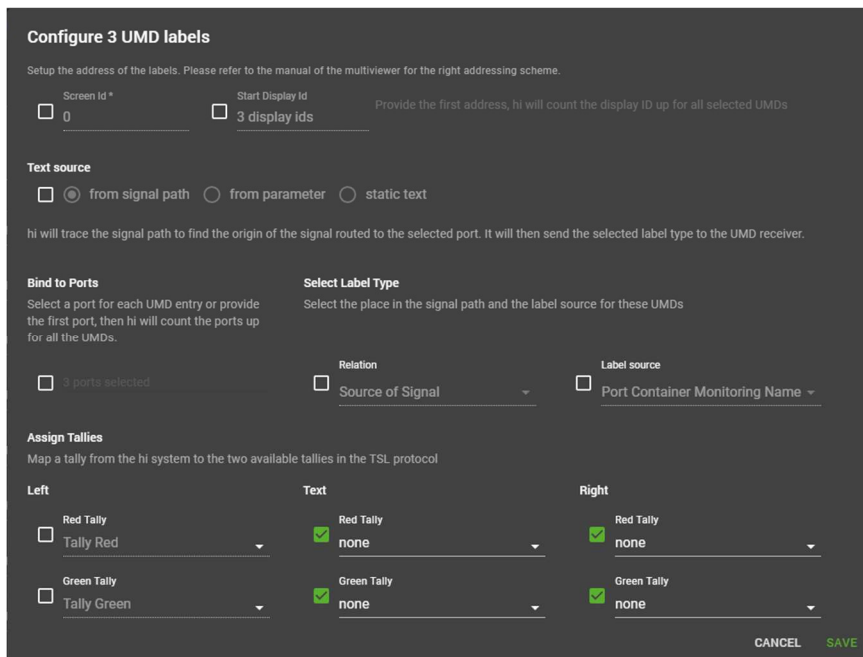 Configure 3 UMD labels
Setup the address of the labels. Please refer to the manual of the multiviewer for the right addressing scheme.
Screen Id *
0
Start Display Id
3 display ids
Provide the first address, hi will count the display ID up for all selected UMDs
Text source
from signal path
from parameter
static text
hi will trace the signal path to find the origin of the signal routed to the selected port. It will then send the selected label type to the UMD receiver.
Bind to Ports
Select a port for each UMD entry or provide
the first port, then hi will count the ports up
for all the UMDs.
3 ports selected
Select Label Type
Select the place in the signal path and the label source for these UMDs
Relation
Source of Signal
Label source
Port Container Monitoring Name
Assign Tallies
Map a tally from the hi system to the two available tallies in the TSL protocol
Left
Red Tally
Tally Red
Green Tally
Tally Green
Text
Red Tally
none
Green Tally
none
Right
Red Tally
none
Green Tally
none
CANCEL
SAVE